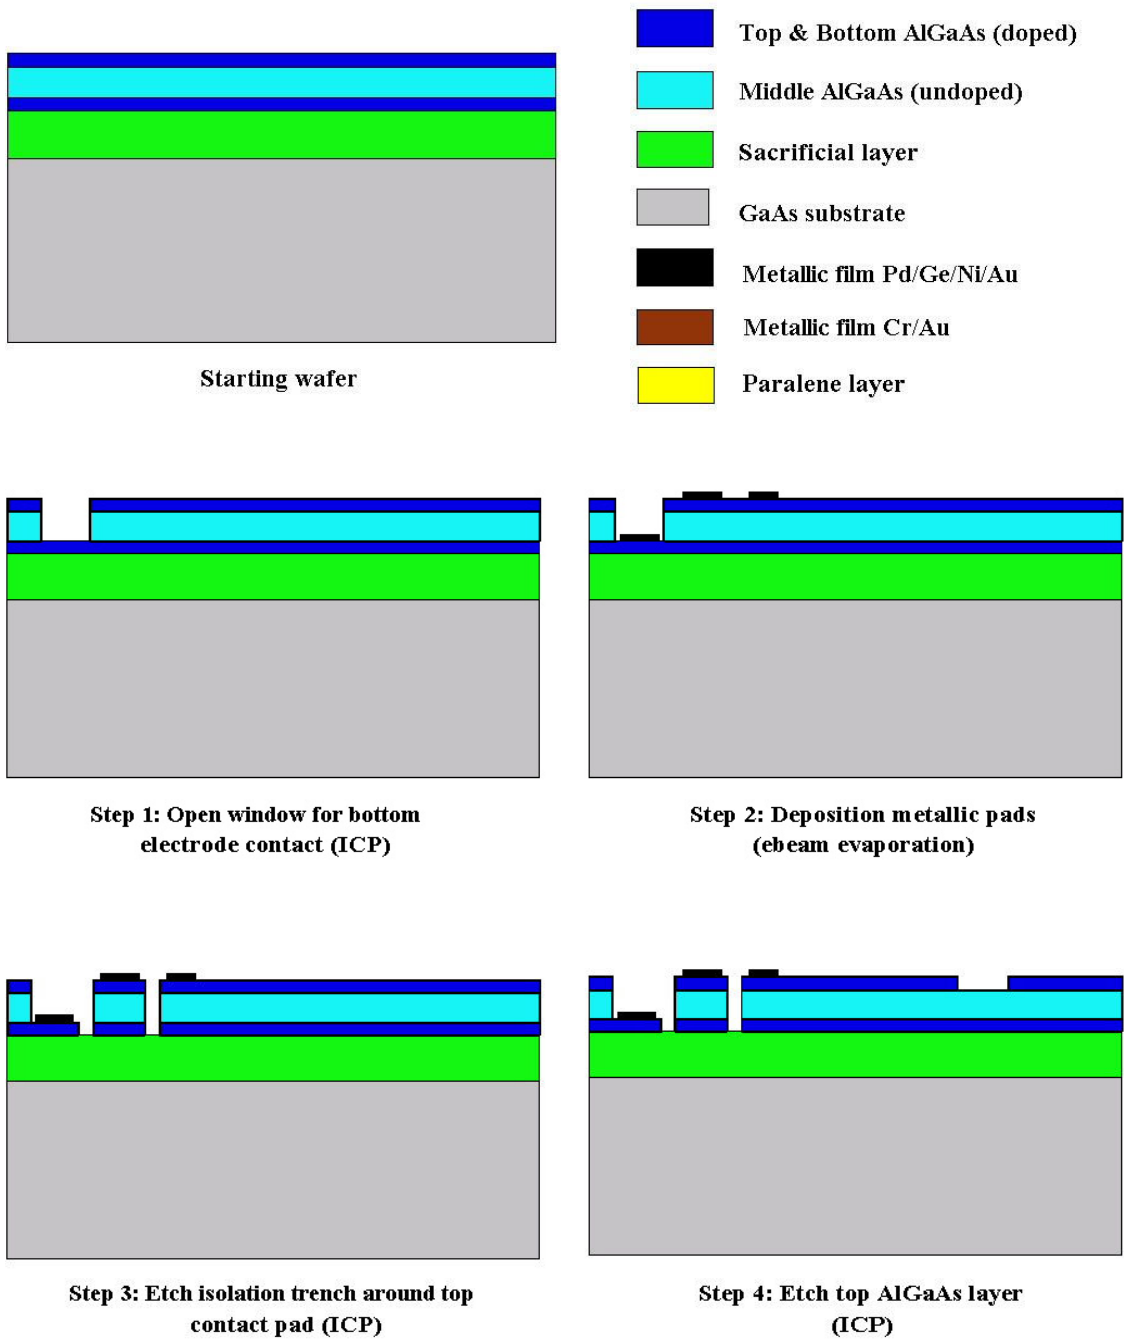 Top & Bottom AlGaAs (doped)
Middle AlGaAs (undoped)
Sacrificial layer
GaAs substrate
Metallic film Pd/Ge/Ni/Au
Metallic film Cr/Au
Paralene layer
Starting wafer
Step 1: Open window for bottom
electrode contact (ICP)
Step 2: Deposition metallic pads
(ebeam evaporation)
Step 3: Etch isolation trench around top
contact pad (ICP)
Step 4: Etch top AlGaAs layer
(ICP)